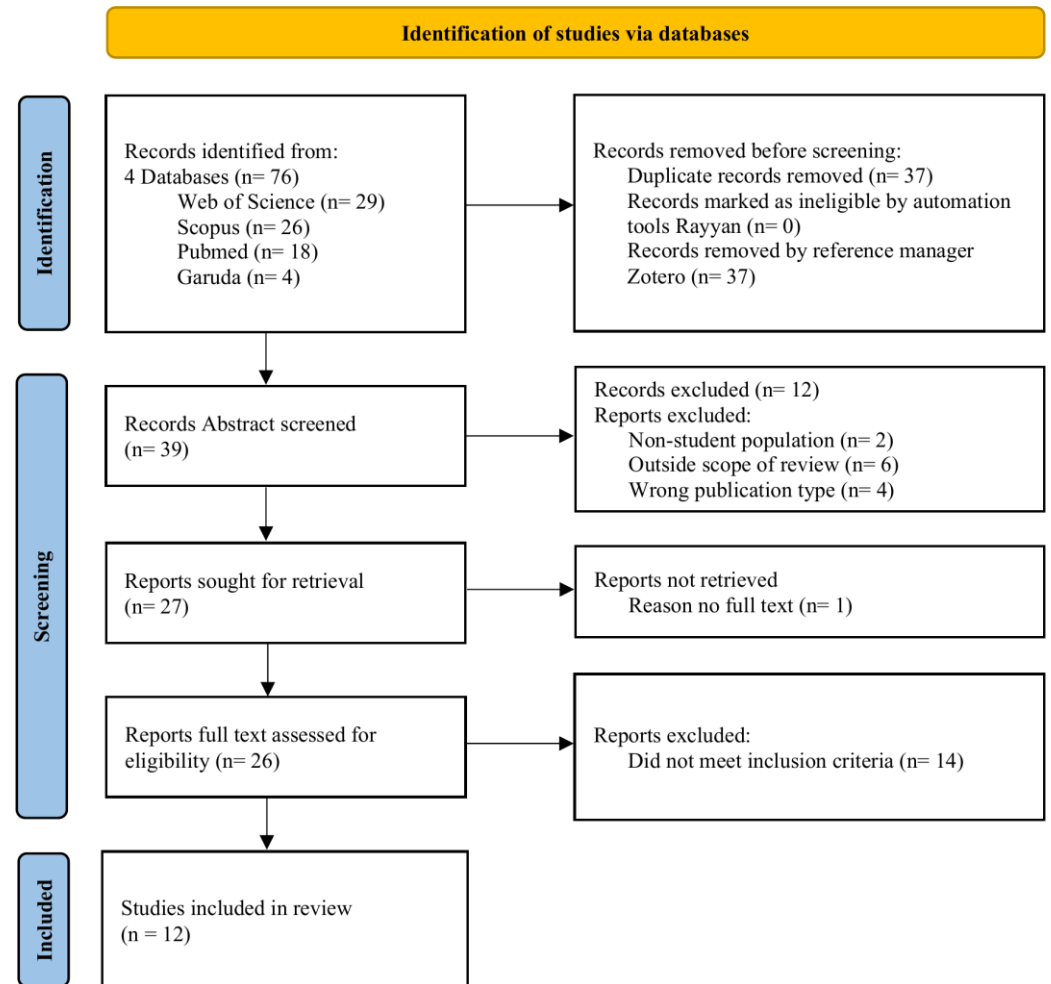 Identification of studies via databases
Identification
Records identified from:
4 Databases (n= 76)
Web of Science (n= 29)
Scopus (n= 26)
Pubmed (n= 18)
Garuda (n= 4)
Records removed before screening:
Duplicate records removed (n= 37)
Records marked as ineligible by automation
tools Rayyan (n= 0)
Records removed by reference manager
Zotero (n= 37)
Screening
Records Abstract screened
(n= 39)
Records excluded (n= 12)
Reports excluded:
Non-student population (n= 2)
Outside scope of review (n= 6)
Wrong publication type (n= 4)
Reports sought for retrieval
(n= 27)
Reports not retrieved
Reason no full text (n= 1)
Reports full text assessed for
eligibility (n= 26)
Reports excluded:
Did not meet inclusion criteria (n= 14)
Included
Studies included in review
(n = 12)